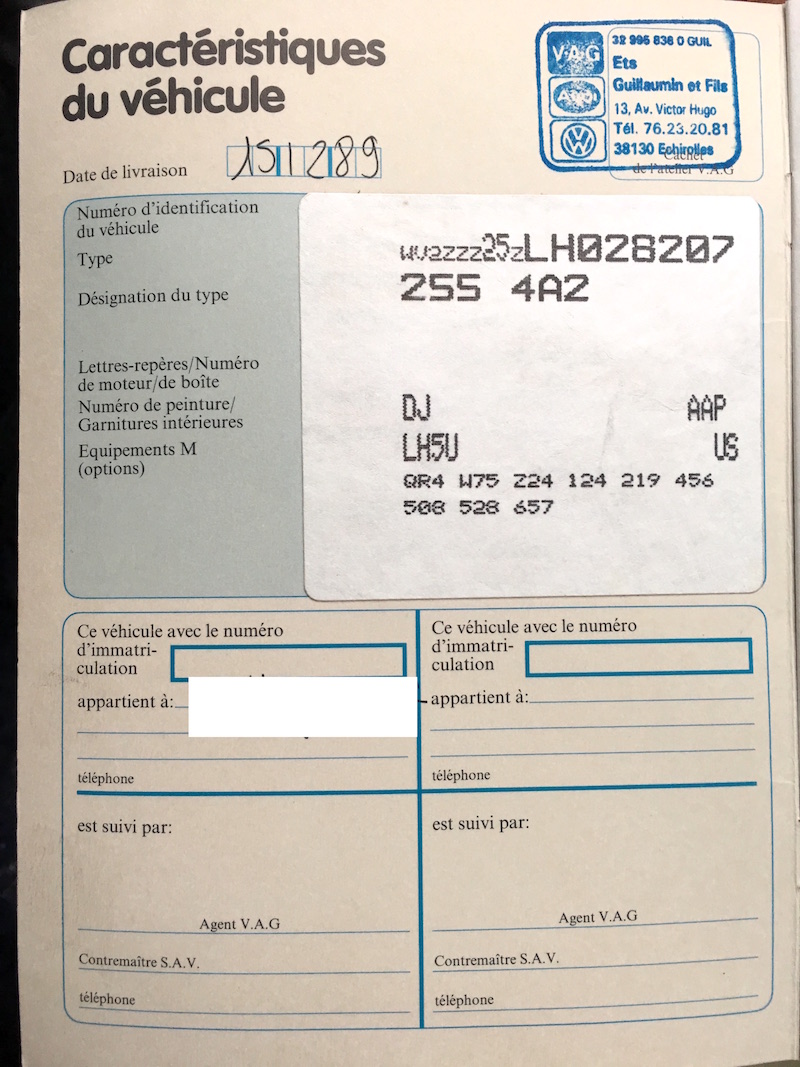 Caractéristiques
du véhicule
V·A·G
32 995 836 0 GUIL
Ets
Guillaumin et Fils
13, Av. Victor Hugo
Tél. 76.23.20.81
38130 Echirolles
Cachet
de l'atelier V.A.G
Date de livraison 151289
Numéro d'identification
du véhicule
WV2ZZZ25ZLH028207
Type
255 4A2
Désignation du type
Lettres-repères/Numéro
de moteur/de boîte
DJ AAP
Numéro de peinture/
Garnitures intérieures
LH5U US
Equipements M
(options)
QR4 W75 Z24 124 219 456
508 528 657
Ce véhicule avec le numéro
d'immatri-
culation
appartient à:
téléphone
est suivi par:
Agent V.A.G
Contremaître S.A.V.
téléphone
Ce véhicule avec le numéro
d'immatri-
culation
appartient à:
téléphone
est suivi par:
Agent V.A.G
Contremaître S.A.V.
téléphone